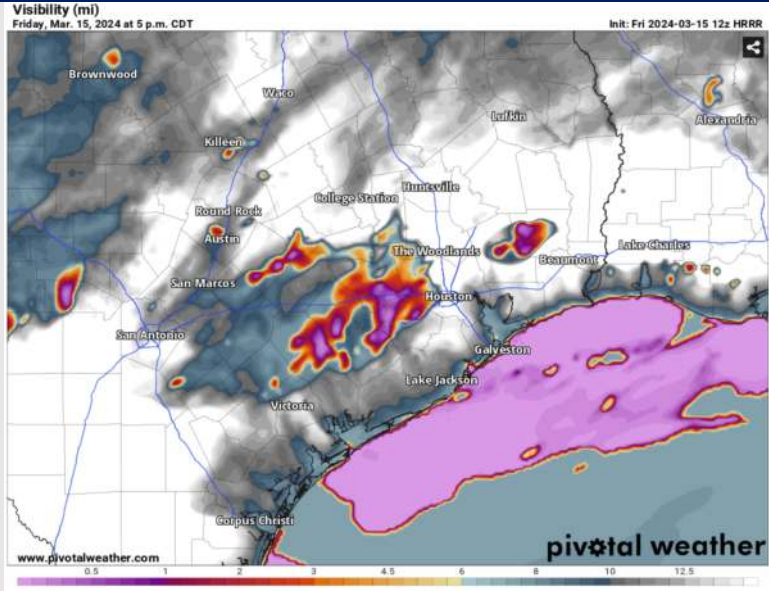 Visibility (mi)
Friday, Mar. 15, 2024 at 5 p.m. CDT
Init: Fri 2024-03-15 12z HRRR
Brownwood
Waco
Lufkin
Alexandria
Killeen
Huntsville
College Station
Round Rock
Austin
The Woodlands
Lake Charles
Beaumont
San Marcos
Houston
San Antonio
Galveston
Lake Jackson
Victoria
Corpus Christi
www.pivotalweather.com
pivotal weather
0.5 1 2 3 4.5 6 8 10 12.5